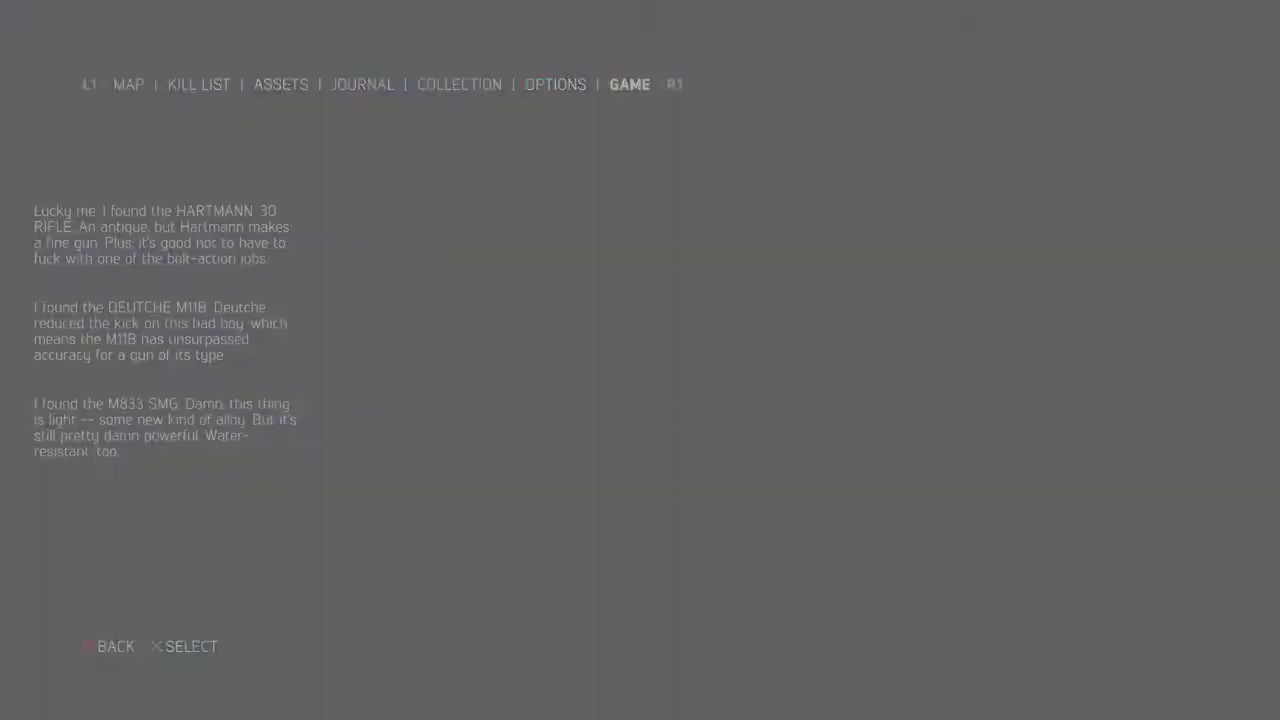 L1 MAP | KILL LIST | ASSETS | JOURNAL | COLLECTION | OPTIONS | GAME R1
Lucky me. I found the HARTMANN .30
RIFLE. An antique, but Hartmann makes
a fine gun. Plus, it's good not to have to
fuck with one of the bolt-action jobs.
I found the DEUTCHE M11B. Deutche
reduced the kick on this bad boy, which
means the M11B has unsurpassed
accuracy for a gun of its type.
I found the M833 SMG. Damn, this thing
is light -- some new kind of alloy. But it's
still pretty damn powerful. Water-
resistant, too.
BACK SELECT